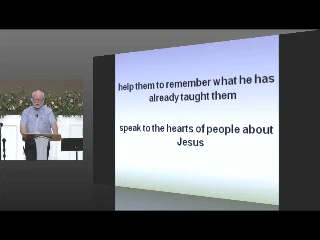 help them to remember what he has
already taught them
speak to the hearts of people about
Jesus